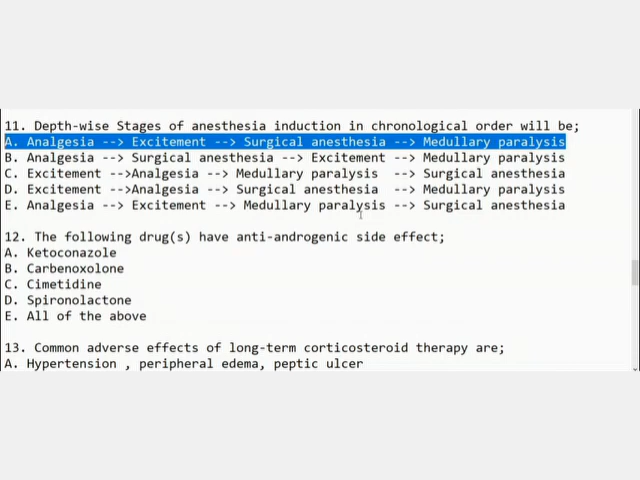 11. Depth-wise Stages of anesthesia induction in chronological order will be;
A. Analgesia --> Excitement --> Surgical anesthesia --> Medullary paralysis
B. Analgesia --> Surgical anesthesia --> Excitement --> Medullary paralysis
C. Excitement -->Analgesia --> Medullary paralysis --> Surgical anesthesia
D. Excitement -->Analgesia --> Surgical anesthesia --> Medullary paralysis
E. Analgesia --> Excitement --> Medullary paralysis --> Surgical anesthesia
12. The following drug(s) have anti-androgenic side effect;
A. Ketoconazole
B. Carbenoxolone
C. Cimetidine
D. Spironolactone
E. All of the above
13. Common adverse effects of long-term corticosteroid therapy are;
A. Hypertension , peripheral edema, peptic ulcer